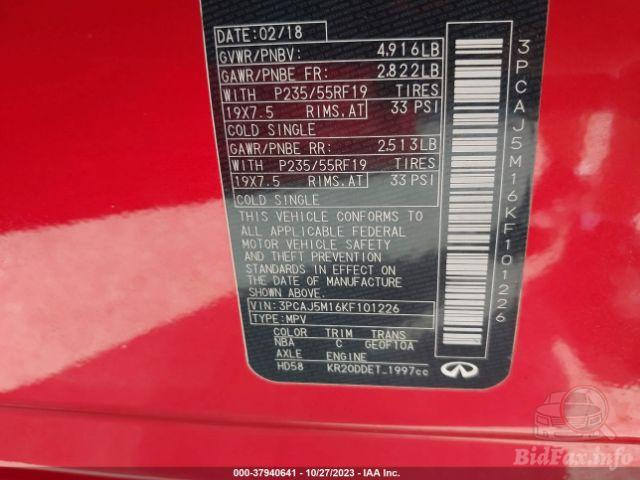 DATE: 02/18
GVWR/PNBV: 4.916LB
GAWR/PNBE FR: 2.822LB
WITH P235/55RF19 TIRES
19X7.5 RIMS.AT 33 PSI
COLD SINGLE
GAWR/PNBE RR: 2.513LB
WITH P235/55RF19 TIRES
19X7.5 RIMS.AT 33 PSI
COLD SINGLE
THIS VEHICLE CONFORMS TO
ALL APPLICABLE FEDERAL
MOTOR VEHICLE SAFETY
AND THEFT PREVENTION
STANDARDS IN EFFECT ON
THE DATE OF MANUFACTURE
SHOWN ABOVE.
VIN:3PCAJ5M16KF101226
TYPE:MPV
COLOR TRIM TRANS
NBA C GE0F10A
AXLE ENGINE
HD58 KR20DDET_1997cc
3PCAJ5M16KF101226
BidFax.info
000-37940641 - 10/27/2023 - IAA Inc.